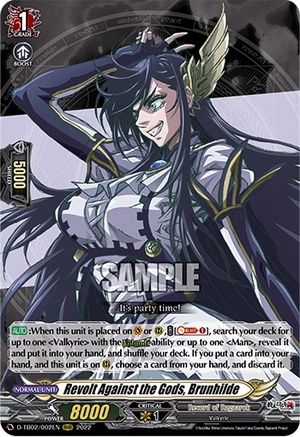 1
GRADE
BOOST
5000
SHIELD
SAMPLE
It's party time!
AUTO :When this unit is placed on or , search your deck for
up to one <Valkyrie> with the ability or up to one <Man>, reveal it
and put it into your hand, and shuffle your deck. If you put a card into your
hand, and this unit is on , choose a card from your hand, and discard it.
NORMAL UNIT
Revolt Against the Gods, Brunhilde
D-TB02/002EN RRR 2022
POWER 8000
CRITICAL 1
Record of Ragnarok
Valkyrie